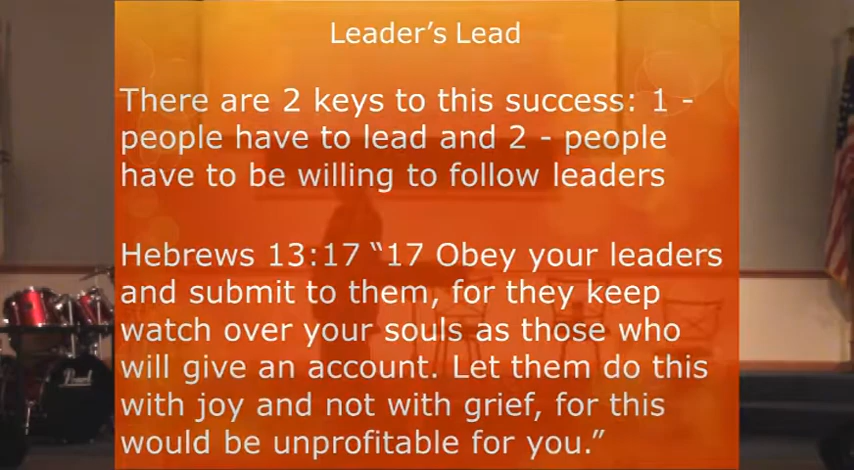 Leader’s Lead
There are 2 keys to this success: 1 -
people have to lead and 2 - people
have to be willing to follow leaders
Hebrews 13:17 “17 Obey your leaders
and submit to them, for they keep
watch over your souls as those who
will give an account. Let them do this
with joy and not with grief, for this
would be unprofitable for you.”